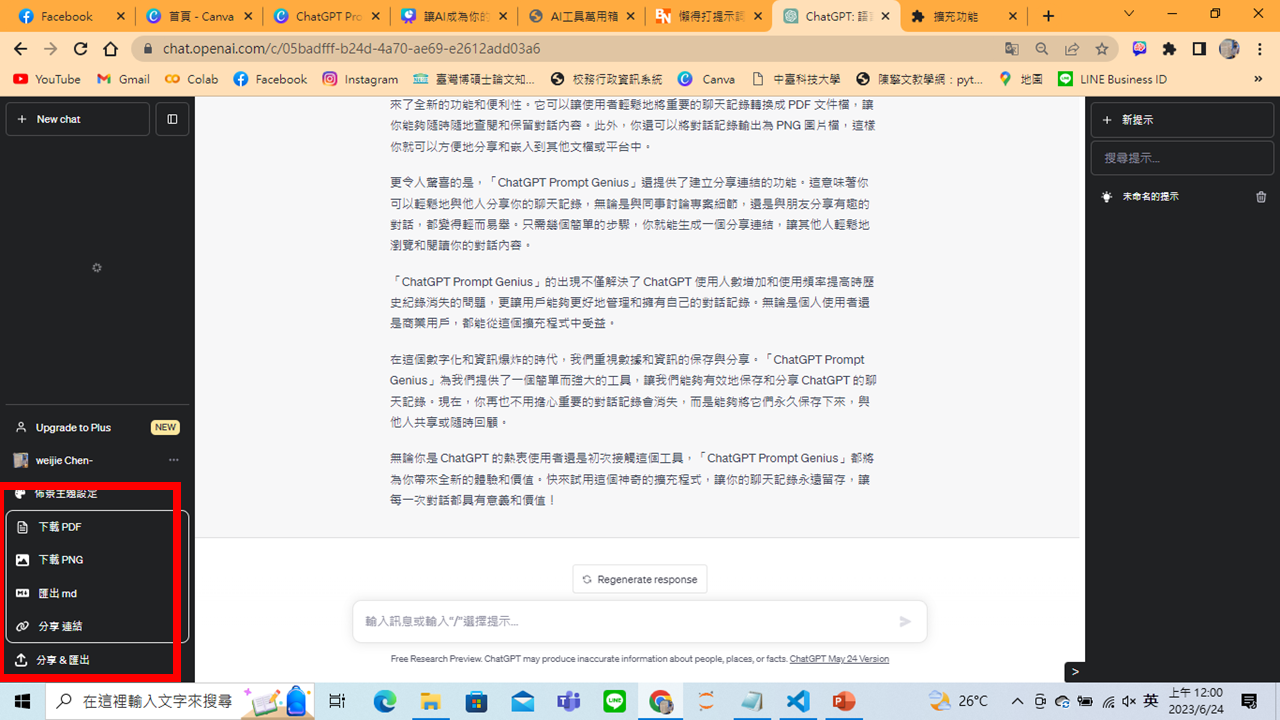 Facebook
首頁 - Canva
ChatGPT Pro
讓AI成為你的
AI工具萬用箱
懶得打提示詞
ChatGPT: 語言
擴充功能
chat.openai.com/c/05badfff-b24d-4a70-ae69-e2612add03a6
YouTube
Gmail
Colab
Facebook
Instagram
臺灣博碩士論文知...
校務行政資訊系統
Canva
中臺科技大學
陳擎文教學網：pyt...
地圖
LINE Business ID
»
+ New chat
來了全新的功能和便利性。它可以讓使用者輕鬆地將重要的聊天記錄轉換成 PDF 文件檔，讓
你能夠隨時隨地查閱和保留對話內容。此外，你還可以將對話記錄輸出為 PNG 圖片檔，這樣
你就可以方便地分享和嵌入到其他文檔或平台中。
更令人驚喜的是，「ChatGPT Prompt Genius」還提供了建立分享連結的功能。這意味著你
可以輕鬆地與他人分享你的聊天記錄，無論是與同事討論專案細節，還是與朋友分享有趣的
對話，都變得輕而易舉。只需幾個簡單的步驟，你就能生成一個分享連結，讓其他人輕鬆地
瀏覽和閱讀你的對話內容。
「ChatGPT Prompt Genius」的出現不僅解決了 ChatGPT 使用人數增加和使用頻率提高時歷
史紀錄消失的問題，更讓用戶能夠更好地管理和擁有自己的對話記錄。無論是個人使用者還
是商業用戶，都能從這個擴充程式中受益。
在這個數字化和資訊爆炸的時代，我們重視數據和資訊的保存與分享。「ChatGPT Prompt
Genius」為我們提供了一個簡單而強大的工具，讓我們能夠有效地保存和分享 ChatGPT 的聊
天記錄。現在，你再也不用擔心重要的對話記錄會消失，而是能夠將它們永久保存下來，與
他人共享或隨時回顧。
無論你是 ChatGPT 的熱衷使用者還是初次接觸這個工具，「ChatGPT Prompt Genius」都將
為你帶來全新的體驗和價值。快來試用這個神奇的擴充程式，讓你的聊天記錄永遠留存，讓
每一次對話都具有意義和價值！
+ 新提示
搜尋提示...
未命名的提示
Upgrade to Plus NEW
weijie Chen-
佈景主題設定
下載 PDF
下載 PNG
匯出 md
分享 連結
分享 & 匯出
Regenerate response
輸入訊息或輸入"/"選擇提示...
Free Research Preview. ChatGPT may produce inaccurate information about people, places, or facts. ChatGPT May 24 Version
>
在這裡輸入文字來搜尋
26°C
英
上午 12:00
2023/6/24